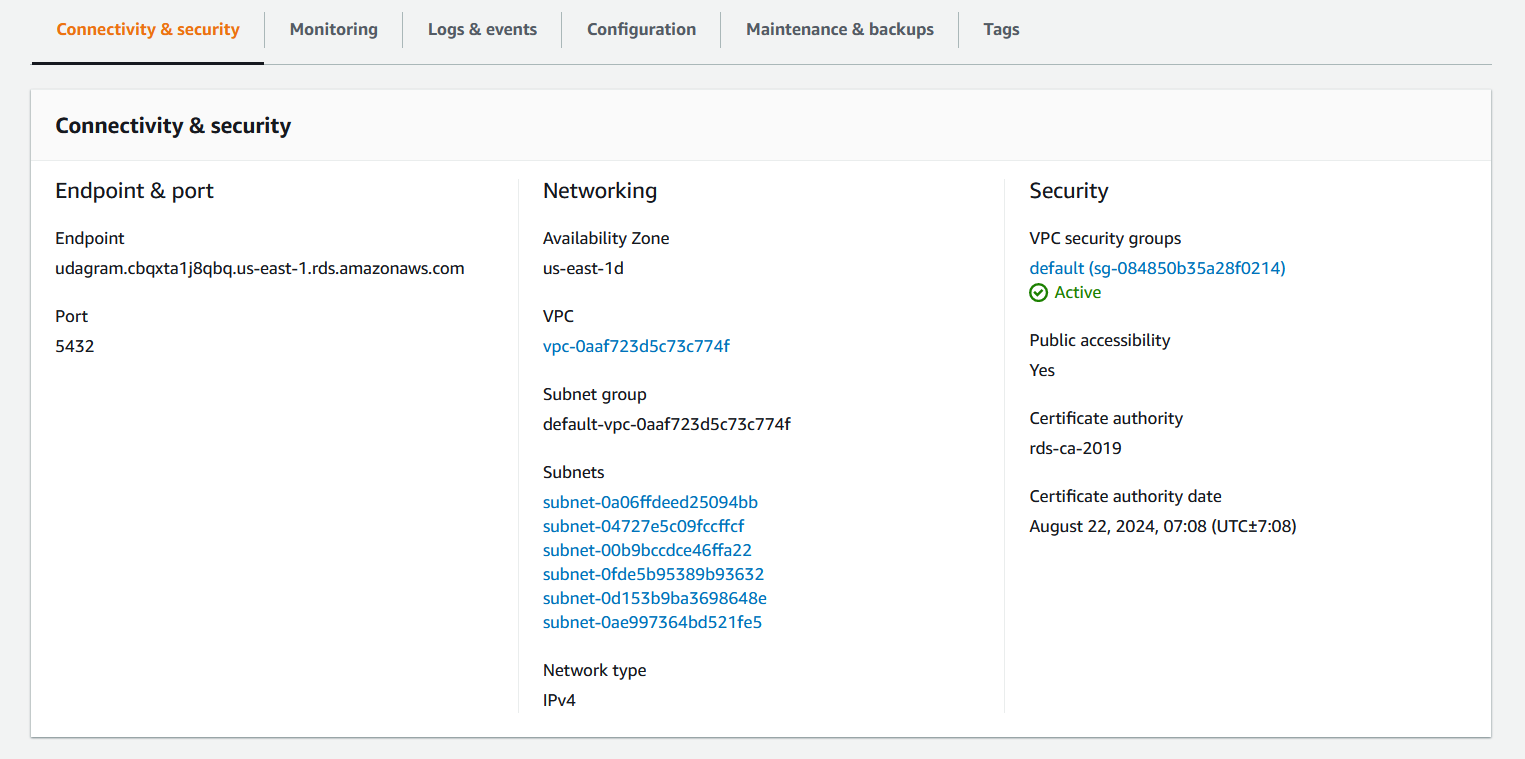 Connectivity & security
Monitoring
Logs & events
Configuration
Maintenance & backups
Tags
Connectivity & security
Endpoint & port
Endpoint
udagram.cbqxta1j8qbq.us-east-1.rds.amazonaws.com
Port
5432
Networking
Availability Zone
us-east-1d
VPC
vpc-0aaf723d5c73c774f
Subnet group
default-vpc-0aaf723d5c73c774f
Subnets
subnet-0a06ffdeed25094bb
subnet-04727e5c09fccffcf
subnet-00b9bccdce46ffa22
subnet-0fde5b95389b93632
subnet-0d153b9ba3698648e
subnet-0ae997364bd521fe5
Network type
IPv4
Security
VPC security groups
default (sg-084850b35a28f0214)
Active
Public accessibility
Yes
Certificate authority
rds-ca-2019
Certificate authority date
August 22, 2024, 07:08 (UTC±7:08)